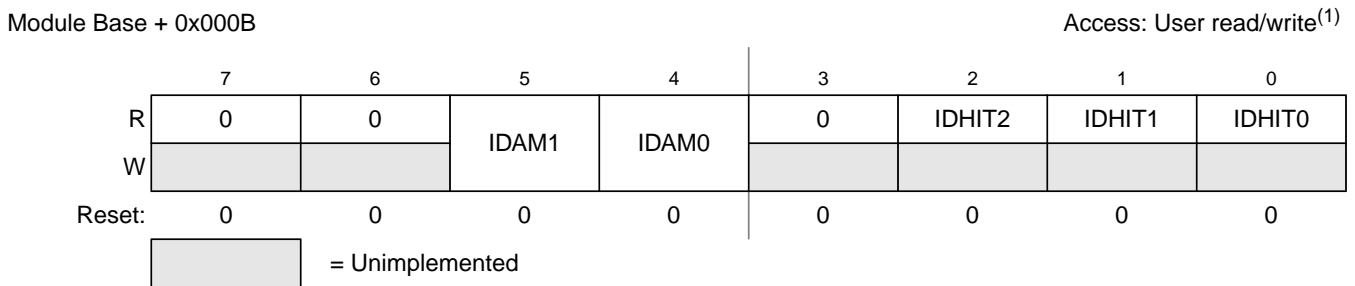 Module Base + 0x000B Access: User read/write(1)
7 6 5 4 3 2 1 0
R 0 0 IDAM1 IDAM0 0 IDHIT2 IDHIT1 IDHIT0
W
Reset: 0 0 0 0 0 0 0 0
= Unimplemented